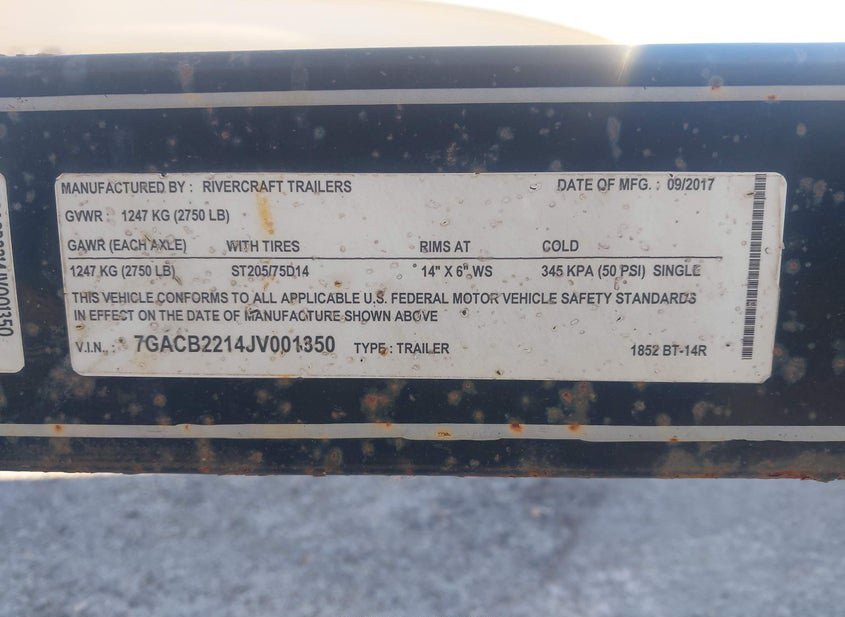 MANUFACTURED BY : RIVERCRAFT TRAILERS DATE OF MFG. : 09/2017
GVWR : 1247 KG (2750 LB)
GAWR (EACH AXLE) WITH TIRES RIMS AT COLD
1247 KG (2750 LB) ST205/75D14 14" X 6" WS 345 KPA (50 PSI) SINGLE
THIS VEHICLE CONFORMS TO ALL APPLICABLE U.S. FEDERAL MOTOR VEHICLE SAFETY STANDARDS
IN EFFECT ON THE DATE OF MANUFACTURE SHOWN ABOVE
V.I.N., : 7GACB2214JV001350 TYPE : TRAILER 1852 BT-14R